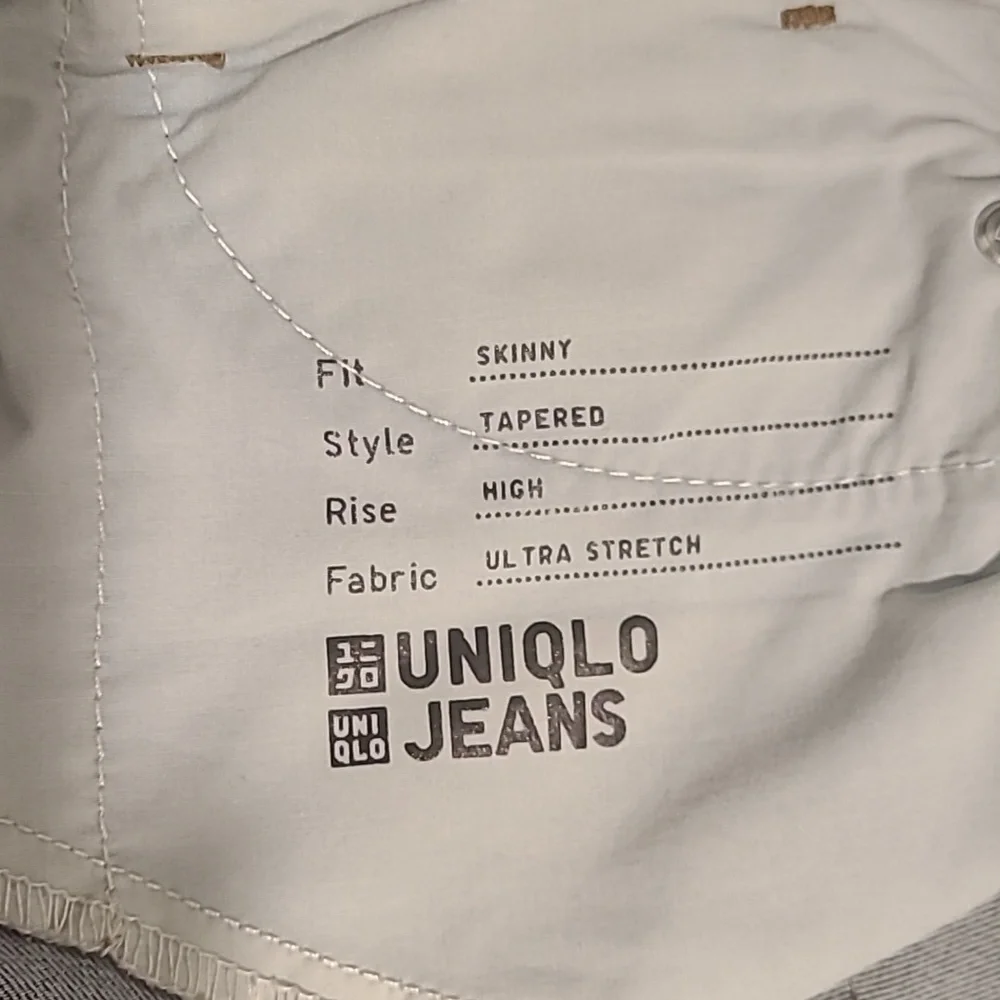 Fit SKINNY
Style TAPERED
Rise HIGH
Fabric ULTRA STRETCH
ユニ
クロ
UNIQLO
UNI
QLO
JEANS